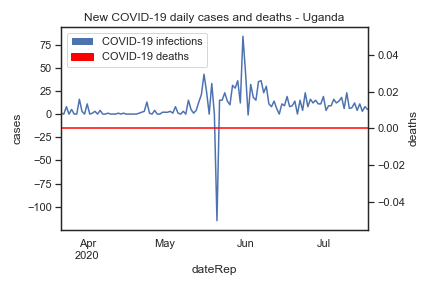 New COVID-19 daily cases and deaths - Uganda
COVID-19 infections
COVID-19 deaths
75
50
25
0
−25
−50
−75
−100
cases
0.04
0.02
0.00
−0.02
−0.04
deaths
Apr
2020
May
Jun
Jul
dateRep